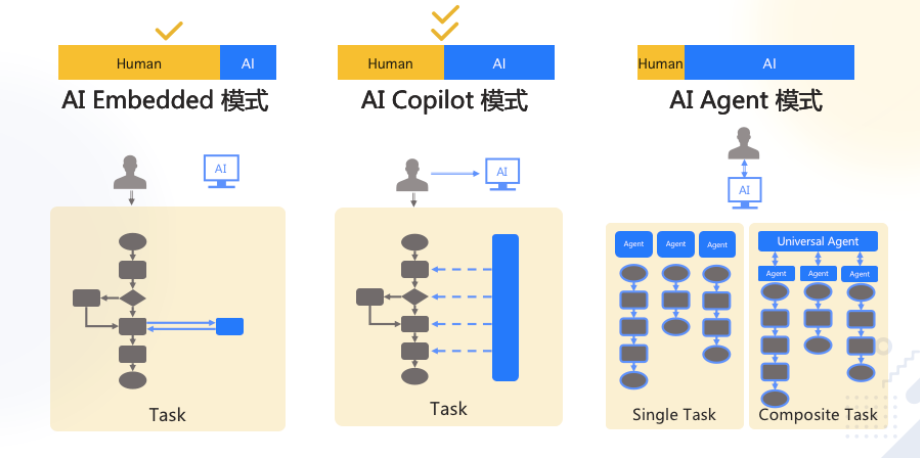 Human AI
AI Embedded 模式
AI
Task
Human AI
AI Copilot 模式
AI
Task
Human AI
AI Agent 模式
AI
Agent Agent Agent
Single Task
Universal Agent
Agent Agent Agent
Composite Task